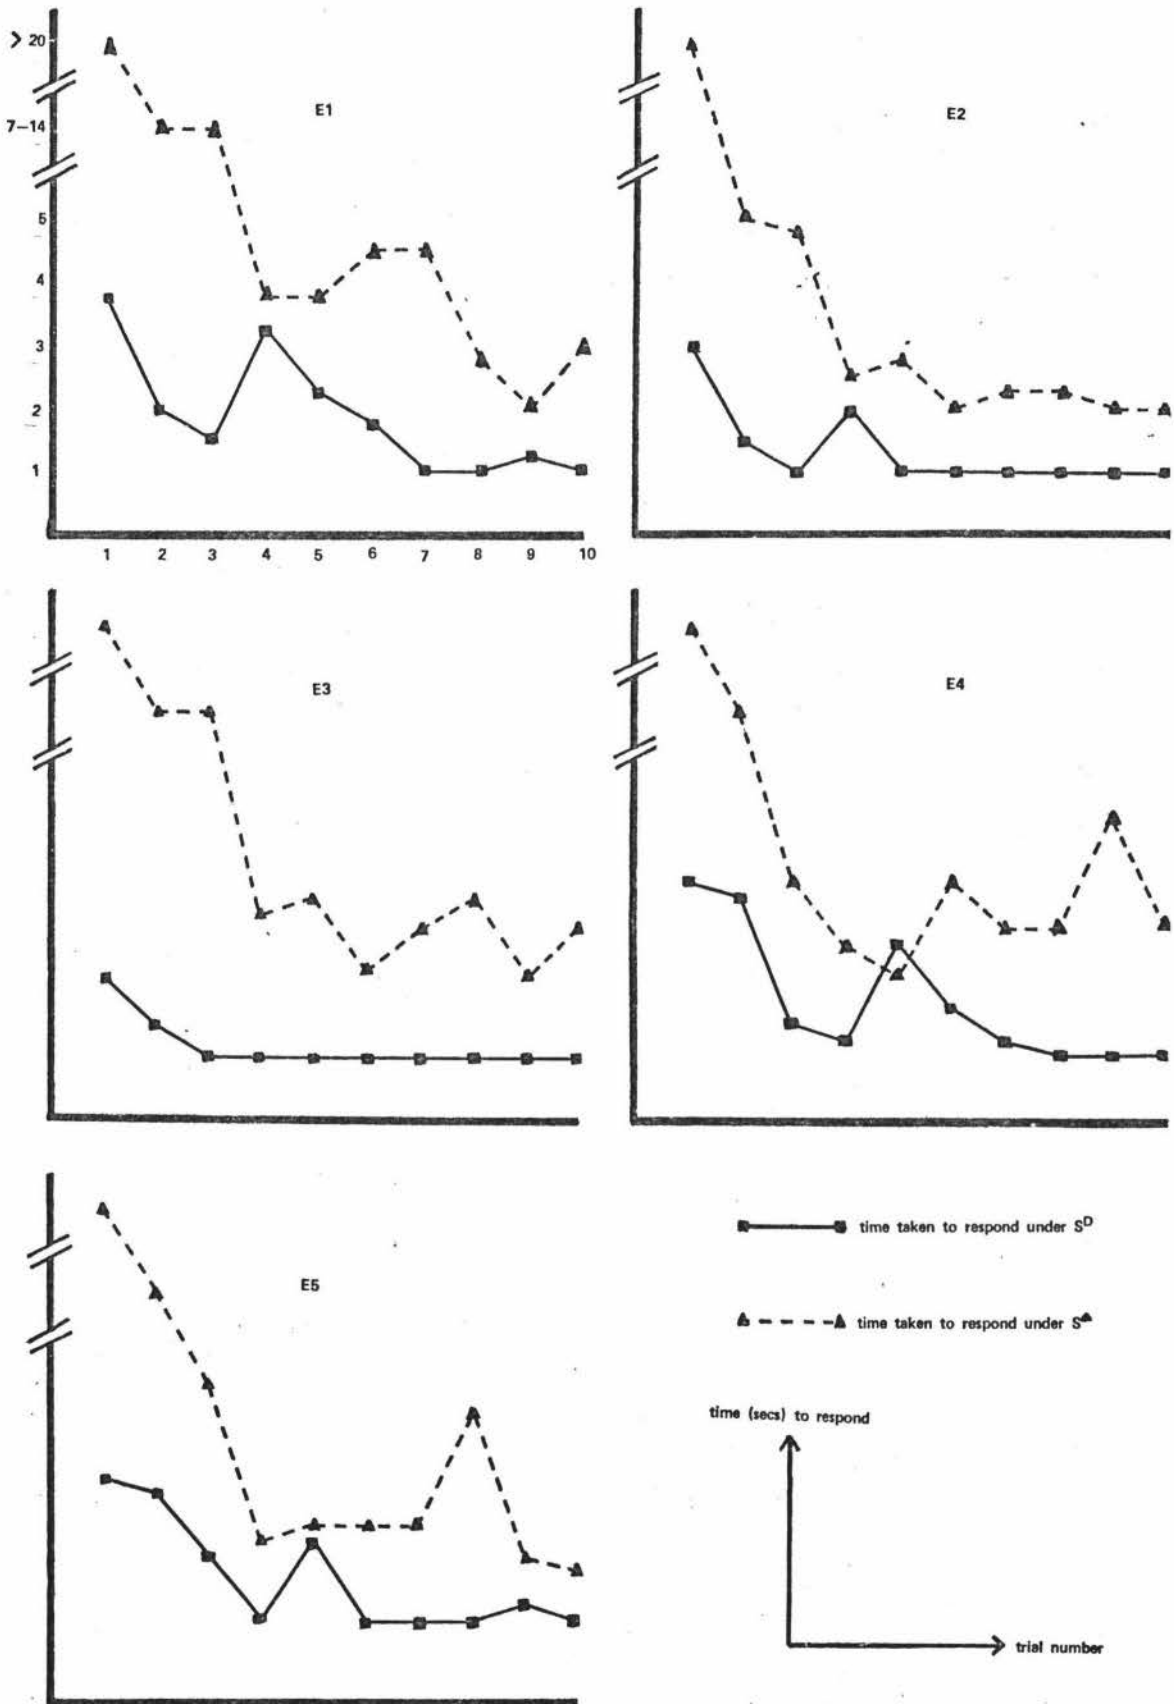 > 20
E1
E2
7–14
5
4
3
2
1
1 2 3 4 5 6 7 8 9 10
E3
E4
time taken to respond under Sᴰ
E5
time taken to respond under S▲
time (secs) to respond
trial number